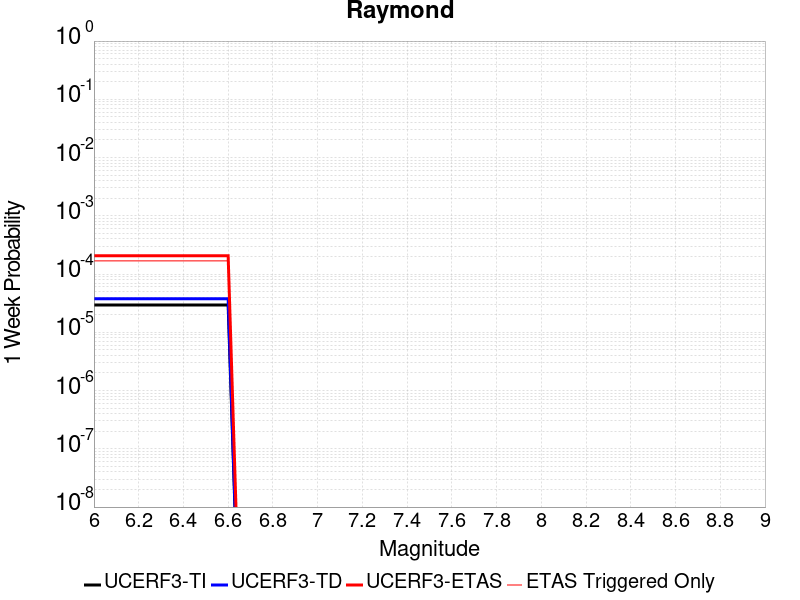 Raymond
1 Week Probability
10^0
10^-1
10^-2
10^-3
10^-4
10^-5
10^-6
10^-7
10^-8
6 6.2 6.4 6.6 6.8 7 7.2 7.4 7.6 7.8 8 8.2 8.4 8.6 8.8 9
Magnitude
UCERF3-TI UCERF3-TD UCERF3-ETAS ETAS Triggered Only